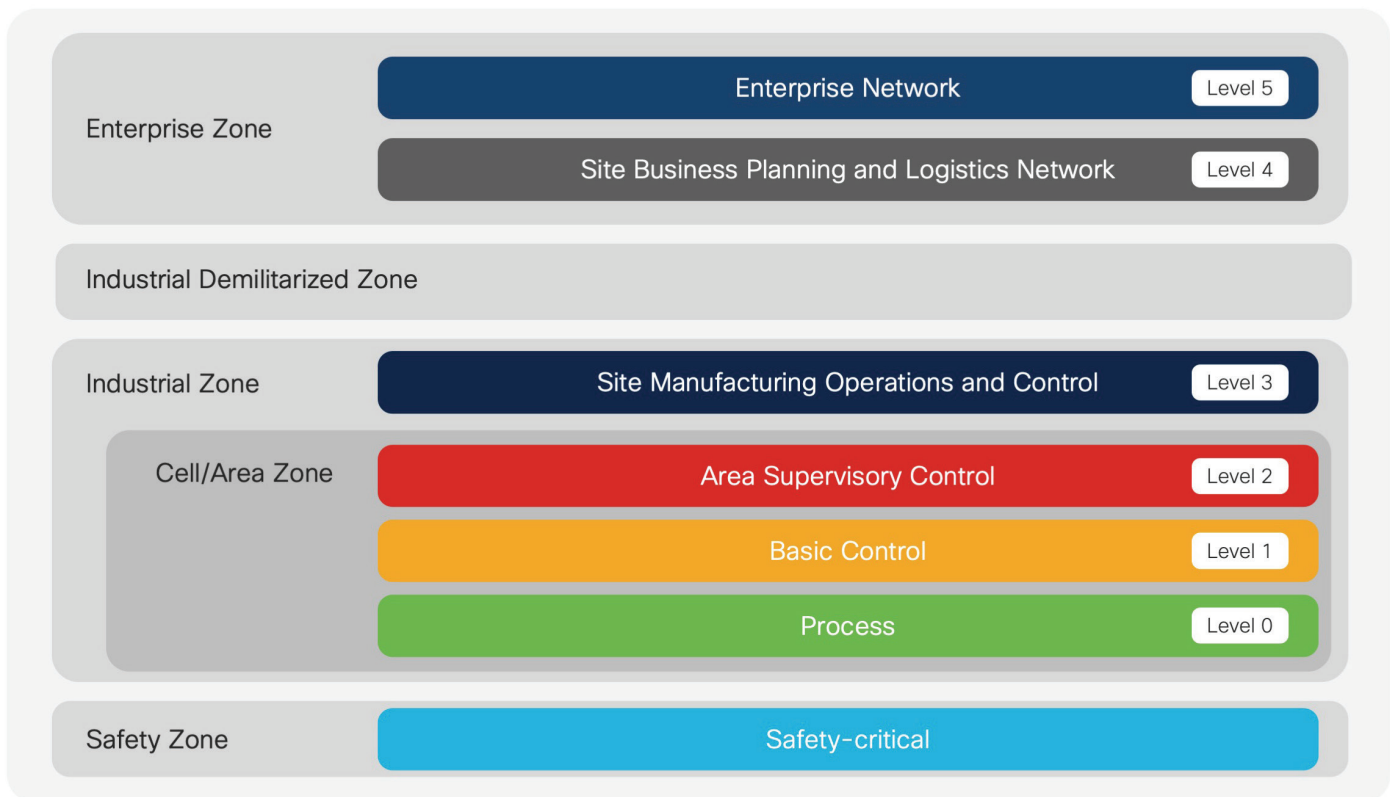 Enterprise Zone
Enterprise Network
Level 5
Site Business Planning and Logistics Network
Level 4
Industrial Demilitarized Zone
Industrial Zone
Site Manufacturing Operations and Control
Level 3
Cell/Area Zone
Area Supervisory Control
Level 2
Basic Control
Level 1
Process
Level 0
Safety Zone
Safety-critical